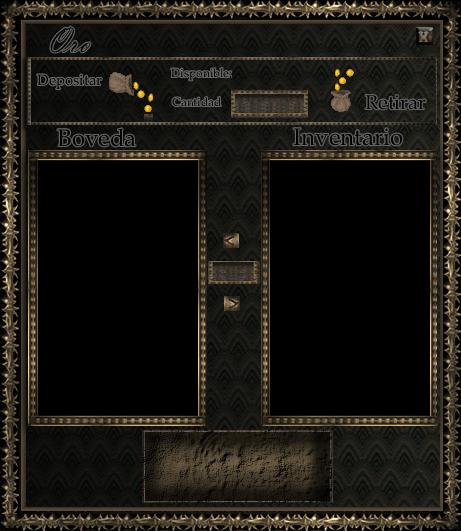 Oro
Depositar
Disponible:
Cantidad
Retirar
Boveda
Inventario
X
<
>